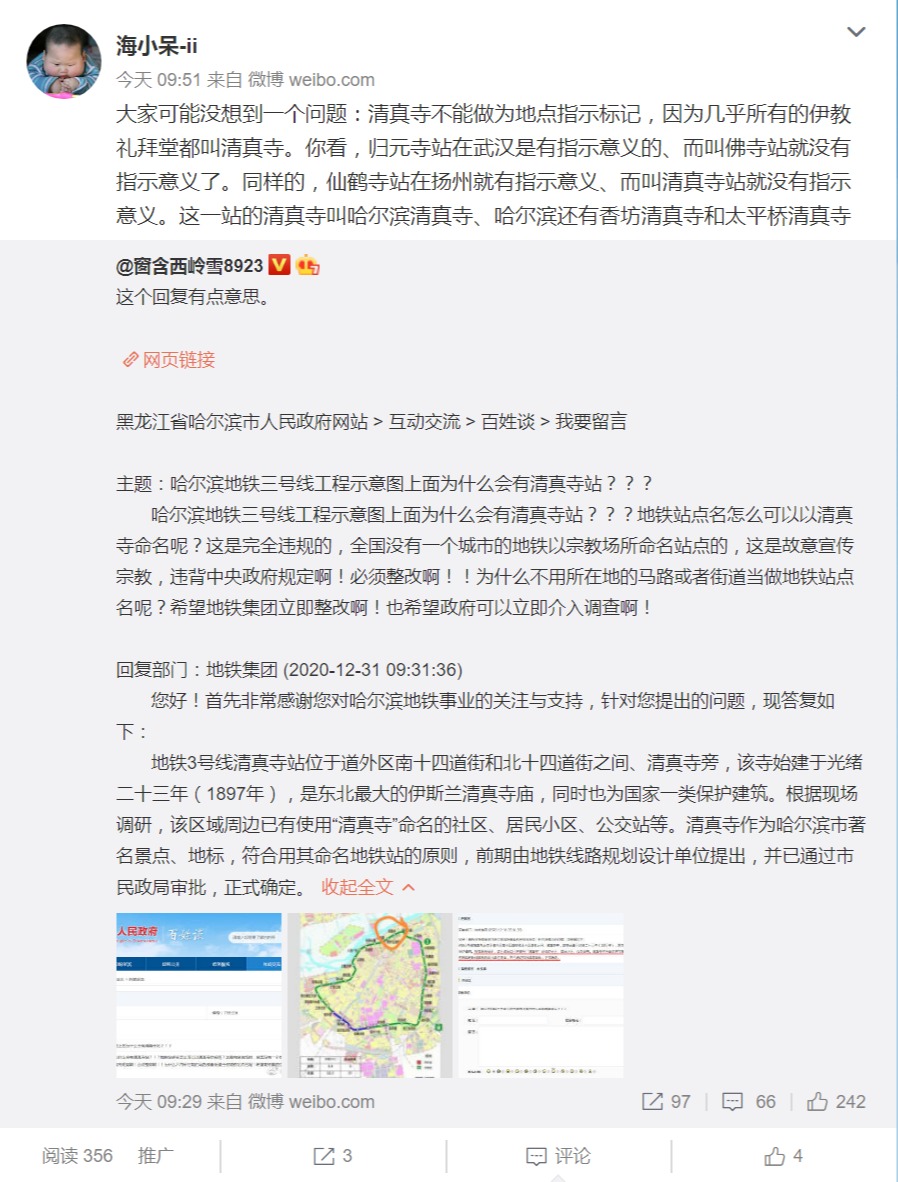 海小呆-ii
今天 09:51 来自 微博 weibo.com
大家可能没想到一个问题：清真寺不能做为地点指示标记，因为几乎所有的伊教
礼拜堂都叫清真寺。你看，归元寺站在武汉是有指示意义的、而叫佛寺站就没有
指示意义了。同样的，仙鹤寺站在扬州就有指示意义、而叫清真寺站就没有指示
意义。这一站的清真寺叫哈尔滨清真寺、哈尔滨还有香坊清真寺和太平桥清真寺
@窗含西岭雪8923
这个回复有点意思。
网页链接
黑龙江省哈尔滨市人民政府网站 > 互动交流 > 百姓谈 > 我要留言
主题：哈尔滨地铁三号线工程示意图上面为什么会有清真寺站？？？
哈尔滨地铁三号线工程示意图上面为什么会有清真寺站？？？地铁站点名怎么可以以清真
寺命名呢？这是完全违规的，全国没有一个城市的地铁以宗教场所命名站点的，这是故意宣传
宗教，违背中央政府规定啊！必须整改啊！！为什么不用所在地的马路或者街道当做地铁站点
名呢？希望地铁集团立即整改啊！也希望政府可以立即介入调查啊！
回复部门：地铁集团 (2020-12-31 09:31:36)
您好！首先非常感谢您对哈尔滨地铁事业的关注与支持，针对您提出的问题，现答复如
下：
地铁3号线清真寺站位于道外区南十四道街和北十四道街之间、清真寺旁，该寺始建于光绪
二十三年（1897年），是东北最大的伊斯兰清真寺庙，同时也为国家一类保护建筑。根据现场
调研，该区域周边已有使用“清真寺”命名的社区、居民小区、公交站等。清真寺作为哈尔滨市著
名景点、地标，符合用其命名地铁站的原则，前期由地铁线路规划设计单位提出，并已通过市
民政局审批，正式确定。 收起全文
人民政府 百姓谈
今天 09:29 来自 微博 weibo.com 97 66 242
阅读 356 推广 3 评论 4